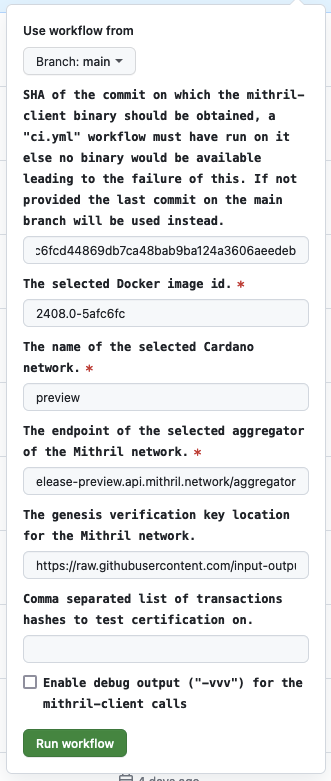 Use workflow from
Branch: main
SHA of the commit on which the mithril-
client binary should be obtained, a
"ci.yml" workflow must have run on it
else no binary would be available
leading to the failure of this. If not
provided the last commit on the main
branch will be used instead.
c6fcd44869db7ca48bab9ba124a3606aeedeb
The selected Docker image id. *
2408.0-5afc6fc
The name of the selected Cardano
network. *
preview
The endpoint of the selected aggregator
of the Mithril network. *
elease-preview.api.mithril.network/aggregator
The genesis verification key location
for the Mithril network.
https://raw.githubusercontent.com/input-outpu
Comma separated list of transactions
hashes to test certification on.
Enable debug output ("-vvv") for the
mithril-client calls
Run workflow
4 days ago